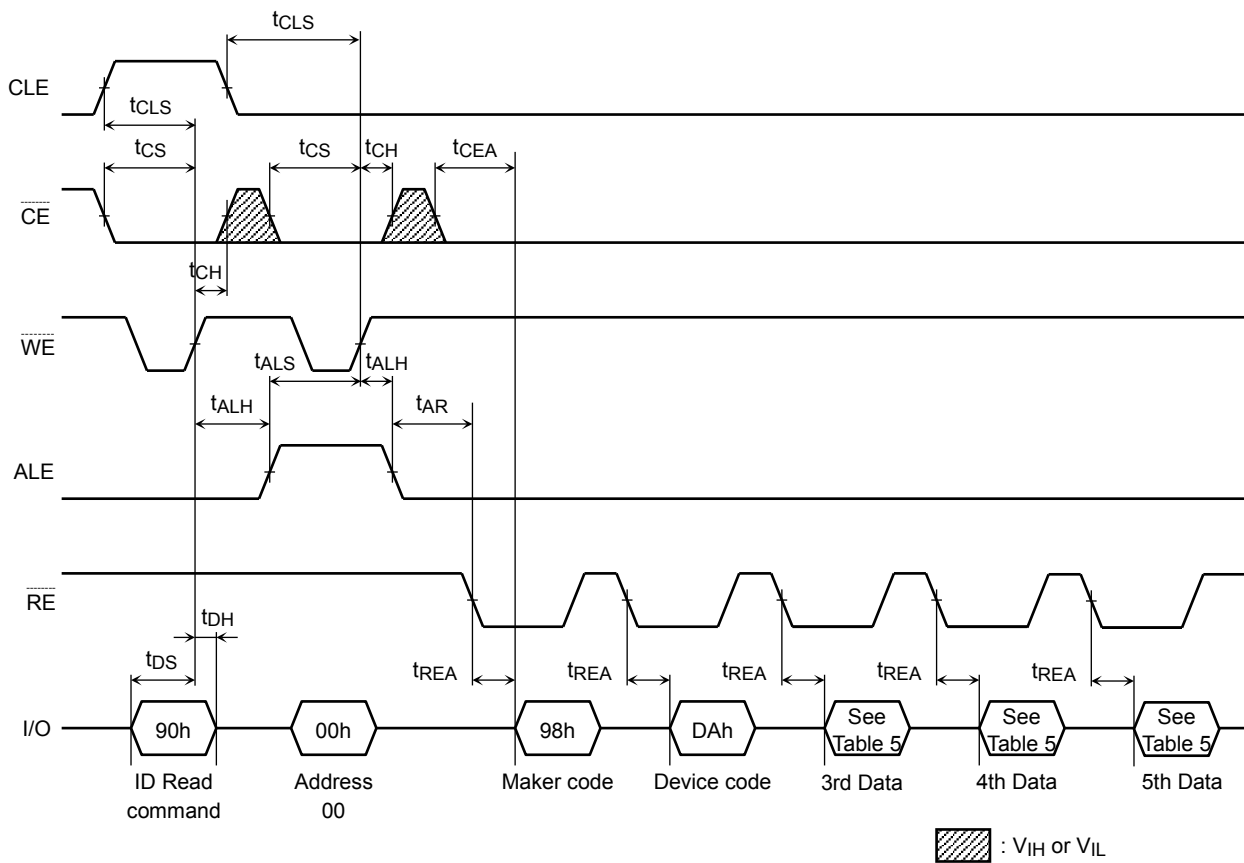 tCLS
CLE
tCLS
tCS tCS tCH tCEA
CE
tCH
WE
tALS tALH
tALH tAR
ALE
RE
tDH
tDS tREA tREA tREA tREA tREA
I/O 90h 00h 98h DAh See Table 5 See Table 5 See Table 5
ID Read Address Maker code Device code 3rd Data 4th Data 5th Data
command 00
: VIH or VIL